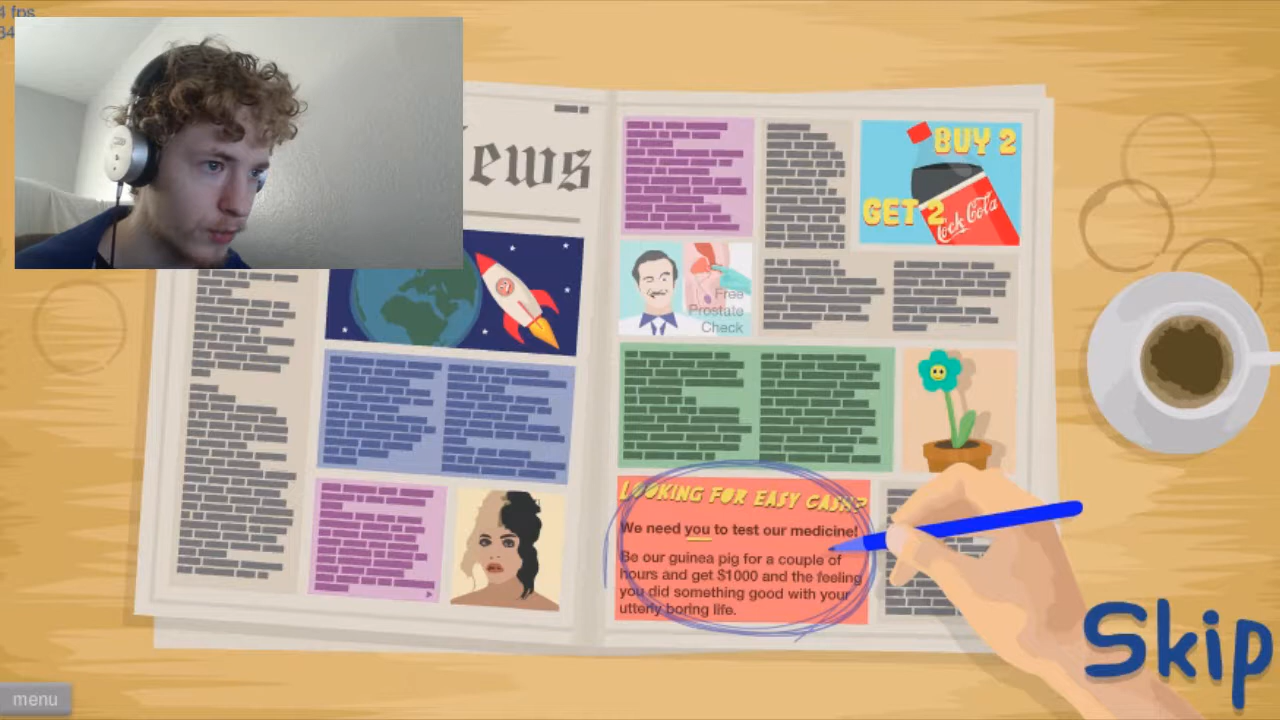 4 fps
ews
BUY 2
GET 2
Lock Cola
Free
Prostate
Check
LOOKING FOR EASY CASH?
We need you to test our medicine!
Be our guinea pig for a couple of
hours and get $1000 and the feeling
you did something good with your
utterly boring life.
Skip
menu